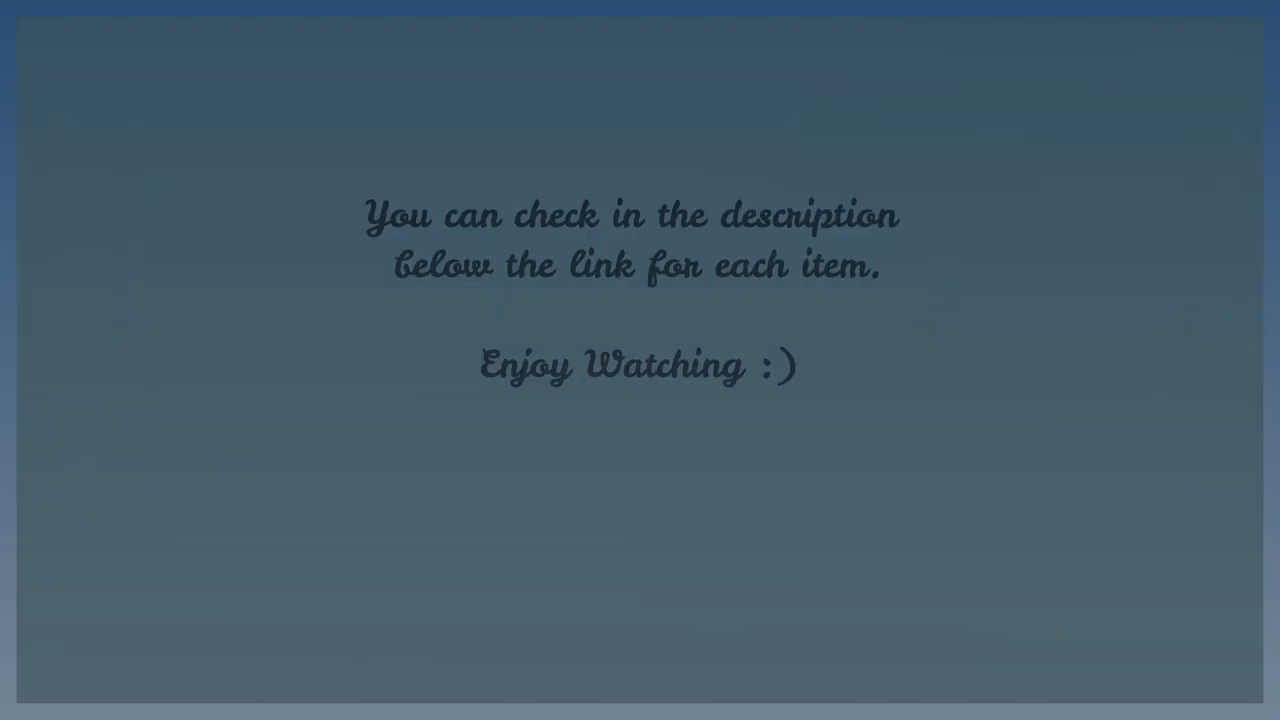 You can check in the description
below the link for each item.
Enjoy Watching :)